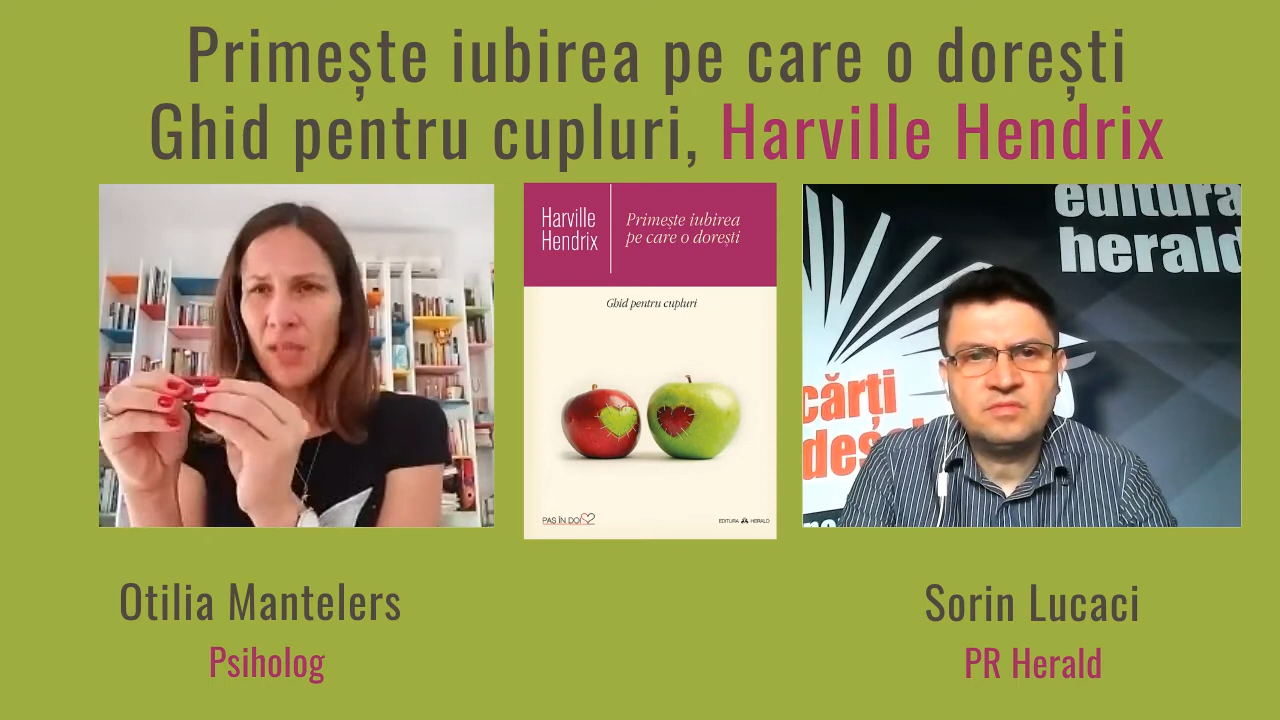 Primește iubirea pe care o dorești
Ghid pentru cupluri, Harville Hendrix
Harville
Hendrix
Primește iubirea
pe care o dorești
Ghid pentru cupluri
PAS ÎN DOI
EDITURA HERALD
editura
herald
cărți
Otilia Mantelers
Psiholog
Sorin Lucaci
PR Herald